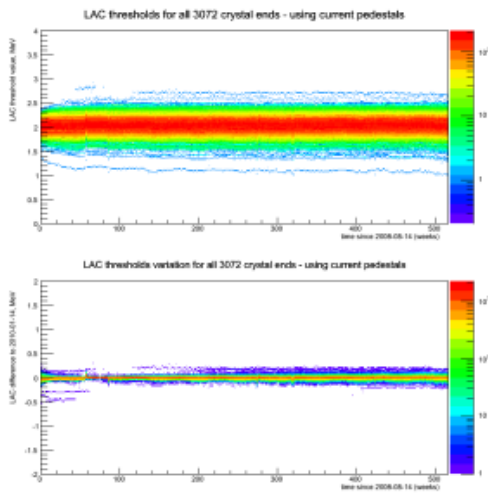 LAC thresholds for all 3072 crystal ends - using current pedestals
LAC threshold value, MeV
4
3.5
3
2.5
2
1.5
1
0.5
0
0 100 200 300 400 500
time since 2008-08-14 (weeks)
10²
10
1
LAC thresholds variation for all 3072 crystal ends - using current pedestals
LAC difference to 2010-01-14, MeV
2
1.5
1
0.5
0
-0.5
-1
-1.5
-2
0 100 200 300 400 500
time since 2008-08-14 (weeks)
10
1